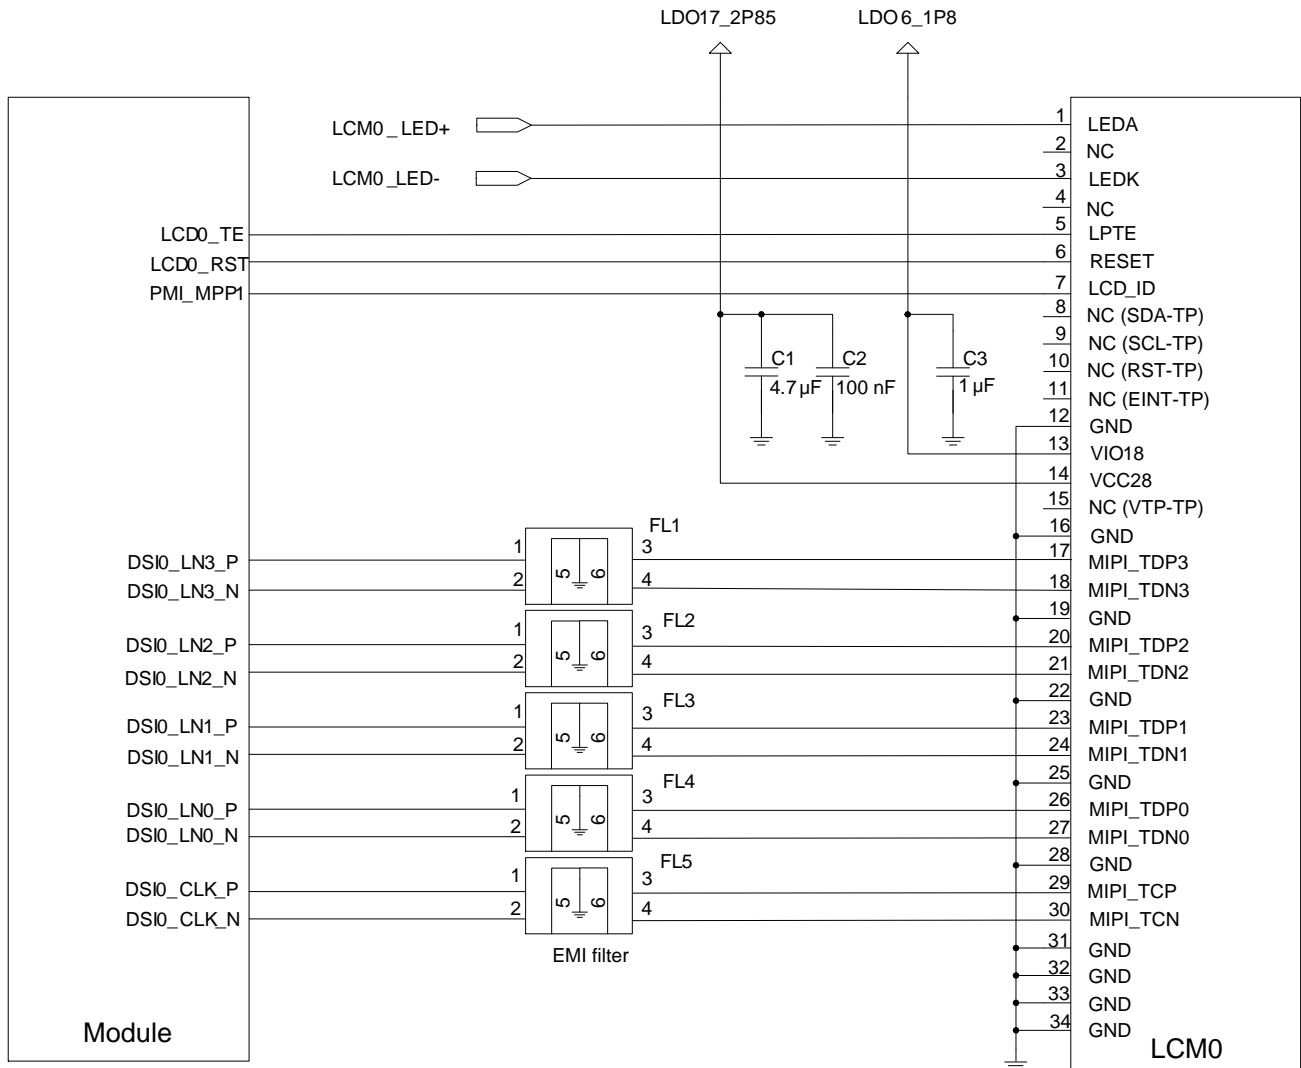 LDO17_2P85 LDO6_1P8
LCM0_LED+ 1 LEDA
2 NC
LCM0_LED- 3 LEDK
4 NC
LCD0_TE 5 LPTE
LCD0_RST 6 RESET
PMI_MPP1 7 LCD_ID
8 NC (SDA-TP)
9 NC (SCL-TP)
C1 C2 C3 10 NC (RST-TP)
4.7 µF 100 nF 1 µF 11 NC (EINT-TP)
12 GND
13 VIO18
14 VCC28
15 NC (VTP-TP)
FL1 16 GND
DSI0_LN3_P 1 5 6 3 17 MIPI_TDP3
DSI0_LN3_N 2 4 18 MIPI_TDN3
FL2 19 GND
DSI0_LN2_P 1 5 6 3 20 MIPI_TDP2
DSI0_LN2_N 2 4 21 MIPI_TDN2
FL3 22 GND
DSI0_LN1_P 1 5 6 3 23 MIPI_TDP1
DSI0_LN1_N 2 4 24 MIPI_TDN1
FL4 25 GND
DSI0_LN0_P 1 5 6 3 26 MIPI_TDP0
DSI0_LN0_N 2 4 27 MIPI_TDN0
FL5 28 GND
DSI0_CLK_P 1 5 6 3 29 MIPI_TCP
DSI0_CLK_N 2 4 30 MIPI_TCN
EMI filter 31 GND
32 GND
33 GND
34 GND
Module LCM0